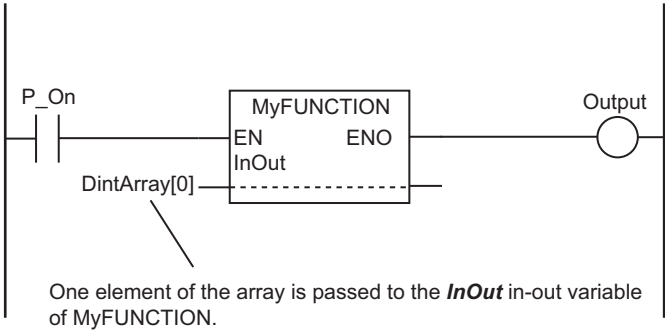 P_On
MyFUNCTION
Output
EN ENO
InOut
DintArray[0]
One element of the array is passed to the InOut in-out variable
of MyFUNCTION.